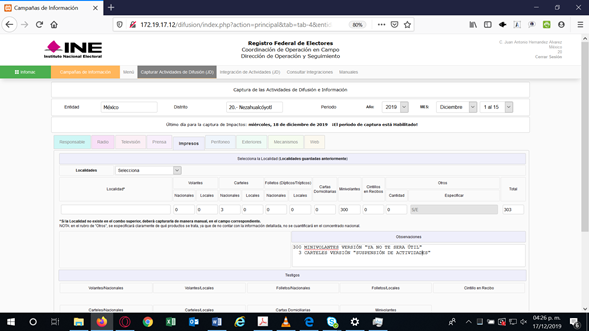 Campañas de Información
172.19.17.12/difusion/index.php?action=principal&tab=tab-4&enti
80%
INE
Instituto Nacional Electoral
Registro Federal de Electores
Coordinación de Operación en Campo
Dirección de Operación y Seguimiento
C. Juan Antonio Hernandez Alvarez
México
20
Cerrar Sesión
Informar
Campañas de Información
Menú
Capturar Actividades de Difusión (JD)
Integración de Actividades (JD)
Consultar Integraciones
Manuales
Captura de las Actividades de Difusión e Información
Entidad México Distrito 20.- Nezahualcóyotl Periodo Año: 2019 MES: Diciembre 1 al 15
Último día para la captura de Impactos: miércoles, 18 de diciembre de 2019 ¡El periodo de captura está Habilitado!
Responsable Radio Televisión Prensa Impresos Perifoneo Exteriores Mecanismos Web
Selecciona la Localidad (Localidades guardadas anteriormente)
Localidades Selecciona
Localidad* Volantes Carteles Folletos (Dípticos/Trípticos) Cartas Domiciliarias Minivolantes Cintillos en Recibos Otros Total
Nacionales Locales Nacionales Locales Nacionales Locales Cantidad Especificar
0 0 3 0 0 0 0 300 0 0 S/E 303
*Si la Localidad no existe en el combo superior, deberá capturarla de manera manual, en el campo correspondiente.
NOTA: en el rubro de "Otros", se especificará claramente de qué productos se trata, ya que de no contar con la información detallada, no se cuantificará en el concentrado nacional.
Observaciones
300 MINIVOLANTES VERSIÓN "YA NO TE SERA ÚTIL"
3 CARTELES VERSIÓN "SUSPENSIÓN DE ACTIVIDADES"
Testigos
Volantes/Nacionales Volantes/Locales Folletos/Nacionales Folletos/Locales Cintillo en Recibo
Carteles/Nacionales Carteles/Locales Cartas Domiciliarias Minivolantes
04:26 p. m.
17/12/2019